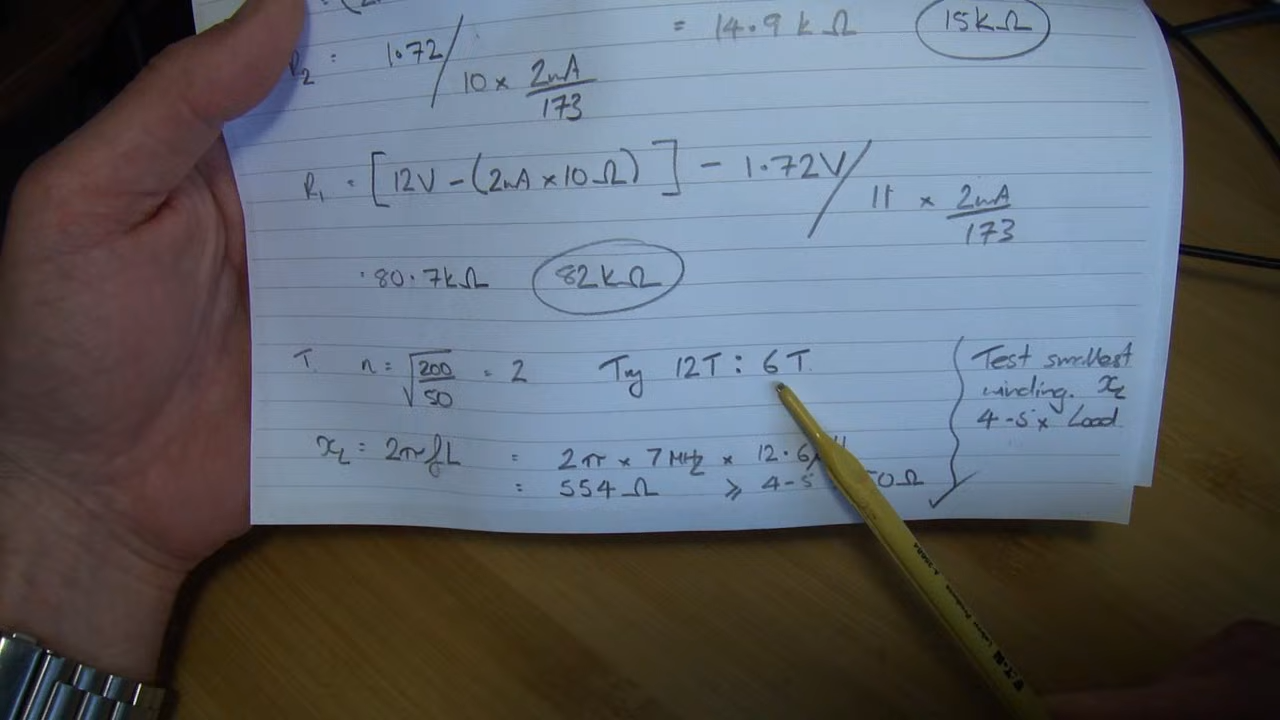 = 14.9 kΩ 15kΩ
R2 = 1.72 / 10 × 2mA / 173
R1 = [12V - (2mA × 10Ω)] - 1.72V / 11 × 2mA / 173
80.7kΩ 82kΩ
T. n = √200/50 = 2 Try 12T : 6T.
Test smallest
winding. XL
4-5× Load
XL = 2πfL = 2π × 7MHz × 12.6
= 554Ω ≥ 4-5 50Ω